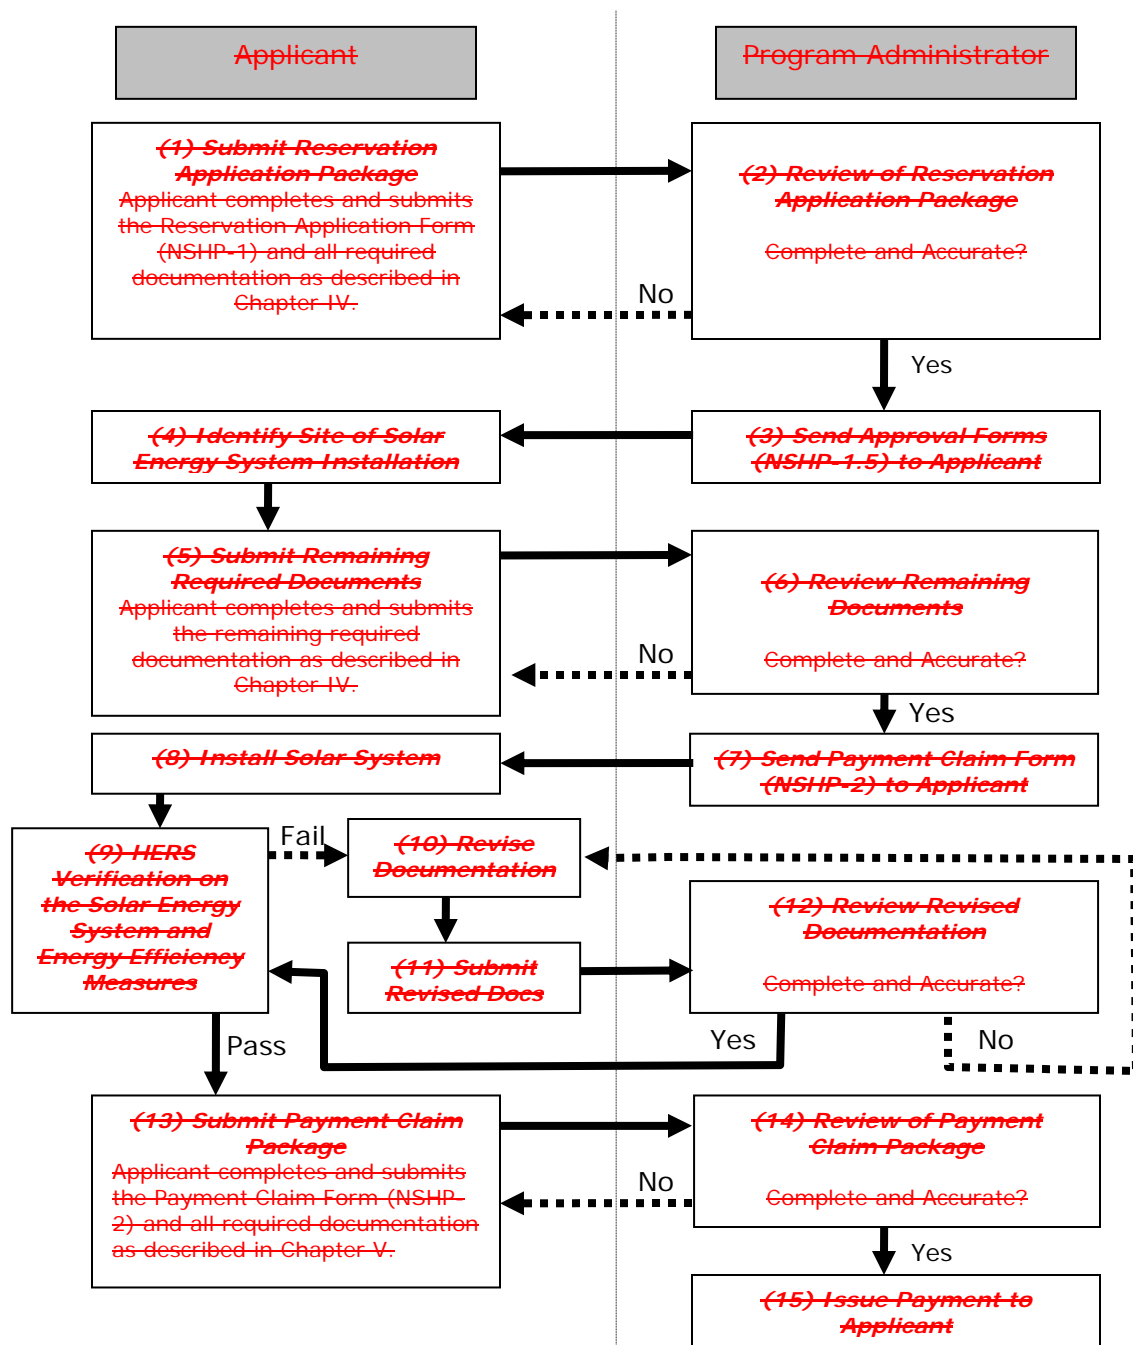 Applicant
Program Administrator
(1) Submit Reservation
Application Package
Applicant completes and submits
the Reservation Application Form
(NSHP-1) and all required
documentation as described in
Chapter IV.
(2) Review of Reservation
Application Package
Complete and Accurate?
No
Yes
(4) Identify Site of Solar
Energy System Installation
(3) Send Approval Forms
(NSHP-1.5) to Applicant
(5) Submit Remaining
Required Documents
Applicant completes and submits
the remaining required
documentation as described in
Chapter IV.
(6) Review Remaining
Documents
Complete and Accurate?
No
Yes
(8) Install Solar System
(7) Send Payment Claim Form
(NSHP-2) to Applicant
(9) HERS
Verification on
the Solar Energy
System and
Energy Efficiency
Measures
Fail
(10) Revise
Documentation
(11) Submit
Revised Docs
(12) Review Revised
Documentation
Complete and Accurate?
Pass
Yes
No
(13) Submit Payment Claim
Package
Applicant completes and submits
the Payment Claim Form (NSHP-
2) and all required documentation
as described in Chapter V.
(14) Review of Payment
Claim Package
Complete and Accurate?
No
Yes
(15) Issue Payment to
Applicant